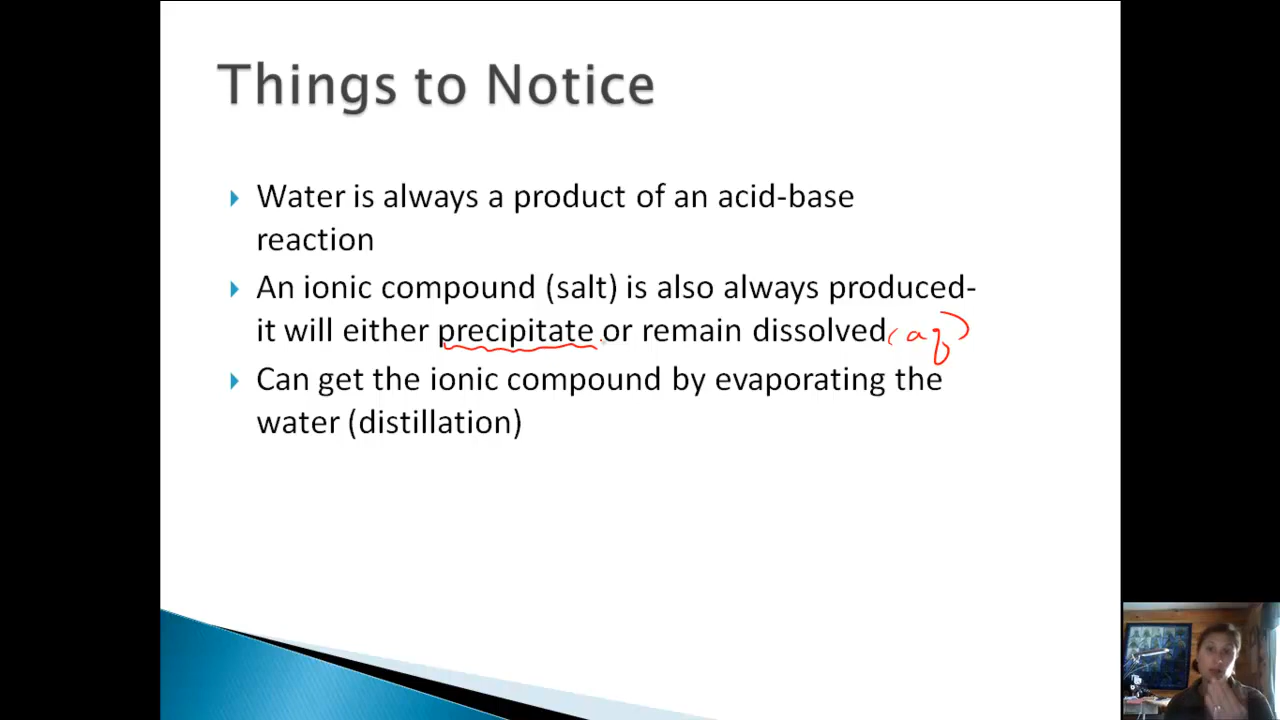 Things to Notice
Water is always a product of an acid-base
reaction
An ionic compound (salt) is also always produced-
it will either precipitate or remain dissolved (aq)
Can get the ionic compound by evaporating the
water (distillation)